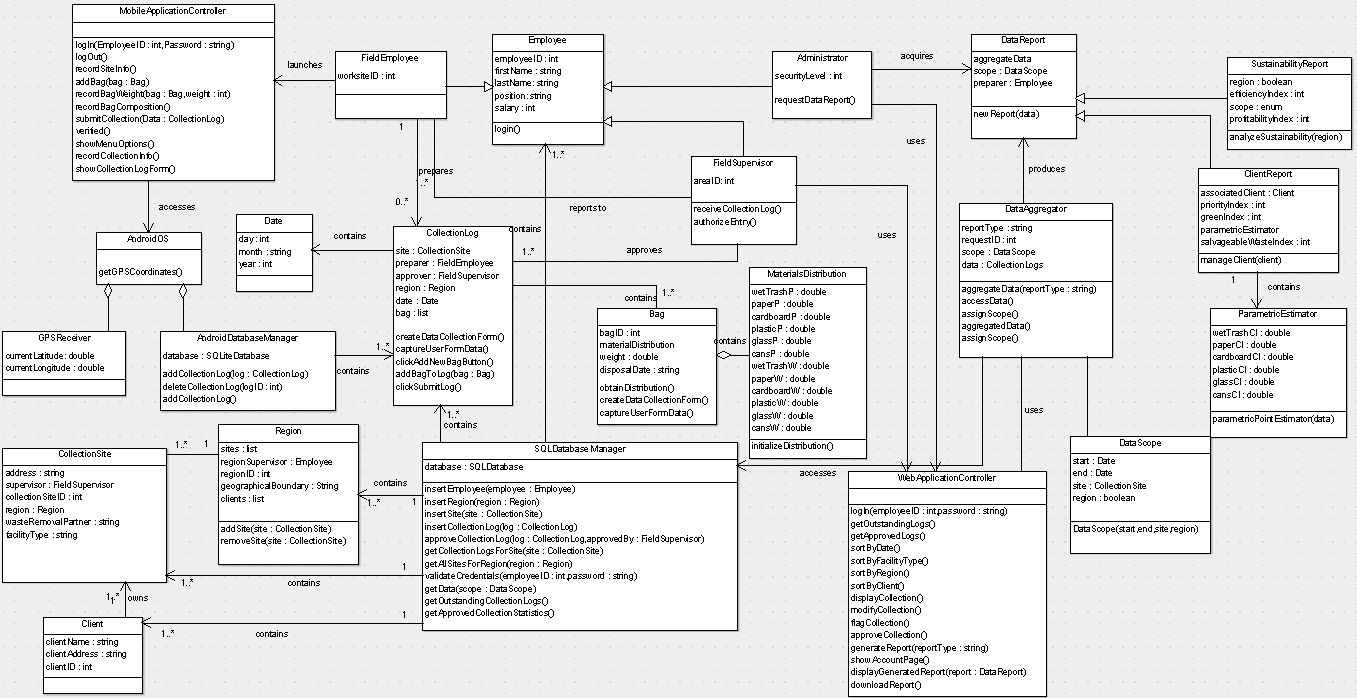 MobileApplicationController
logIn(EmployeeID : int,Password : string)
logOut()
recordSiteInfo()
addBag(bag : Bag)
recordBagWeight(bag : Bag,weight : int)
recordBagComposition()
submitCollection(Data : CollectionLog)
verified()
showMenuOptions()
recordCollectionInfo()
showCollectionLogForm()
launches
FieldEmployee
worksiteID : int
Employee
employeeID : int
firstName : string
lastName : string
position : string
salary : int
login()
Administrator
securityLevel : int
requestDataReport()
acquires
DataReport
aggregateData
scope : DataScope
preparer : Employee
newReport(data)
SustainabilityReport
region : boolean
efficiencyIndex : int
scope : enum
profitabilityIndex : int
analyzeSustainability(region)
1
prepares
..*
0..*
1..*
uses
FieldSupervisor
areaID: int
receiveCollectionLog()
authorizeEntry()
reports to
produces
ClientReport
associatedClient : Client
priorityIndex : int
greenIndex : int
parametricEstimator
salvageableWasteIndex : int
manageClient(client)
accesses
AndroidOS
getGPSCoordinates()
Date
day : int
month : string
year : int
contains
CollectionLog
site : CollectionSite
preparer : FieldEmployee
approver : FieldSupervisor
region : Region
date : Date
bag : list
createDataCollectionForm()
captureUserFormData()
clickAddNewBagButton()
addBagToLog(bag : Bag)
clickSubmitLog()
contains
1..*
approves
uses
DataAggregator
reportType : string
requestID : int
scope : DataScope
data : CollectionLogs
aggregateData(reportType : string)
accessData()
assignScope()
aggregatedData()
assignScope()
1
contains
MaterialsDistribution
wetTrashP : double
paperP : double
cardboardP : double
plasticP : double
glassP : double
cansP : double
wetTrashW : double
paperW : double
cardboardW : double
plasticW : double
glassW : double
cansW : double
initializeDistribution()
contains
1..*
Bag
bagID : int
materialDistribution
weight : double
disposalDate : string
obtainDistribution()
createDataCollectionForm()
captureUserFormData()
contains
ParametricEstimator
wetTrashCI : double
paperCI : double
cardboardCI : double
plasticCI : double
glassCI : double
cansCI : double
parametricPointEstimator(data)
GPSReceiver
currentLatitude : double
currentLongitude : double
AndroidDatabaseManager
database : SQLiteDatabase
addCollectionLog(log : CollectionLog)
deleteCollectionLog(logID : int)
addCollectionLog()
1..*
contains
uses
1..*
contains
CollectionSite
address : string
supervisor : FieldSupervisor
collectionSiteID : int
region : Region
wasteRemovalPartner : string
facilityType : string
1..*
1
Region
sites : list
regionSupervisor : Employee
regionID : int
geographicalBoundary : String
clients : list
addSite(site : CollectionSite)
removeSite(site : CollectionSite)
contains
1..*
1
SQLDatabase Manager
database : SQLDatabase
insertEmployee(employee : Employee)
insertRegion(region : Region)
insertSite(site : CollectionSite)
insertCollectionLog(log : CollectionLog)
approveCollectionLog(log : CollectionLog,approvedBy : FieldSupervisor)
getCollectionLogsForSite(site : CollectionSite)
getAllSitesForRegion(region : Region)
validateCredentials(employeeID : int,password : string)
getData(scope : DataScope)
getOutstandingCollectionLogs()
getApprovedCollectionStatistics()
accesses
WebApplicationController
logIn(employeeID : int,password : string)
getOutstandingLogs()
getApprovedLogs()
sortByDate()
sortByFacilityType()
sortByRegion()
sortByClient()
displayCollection()
modifyCollection()
flagCollection()
approveCollection()
generateReport(reportType : string)
showAccountPage()
displayGeneratedReport(report : DataReport)
downloadReport()
DataScope
start : Date
end : Date
site : CollectionSite
region : boolean
DataScope(start,end,site,region)
1
1..*
contains
1..*
owns
1
1..*
contains
Client
clientName : string
clientAddress : string
clientID : int